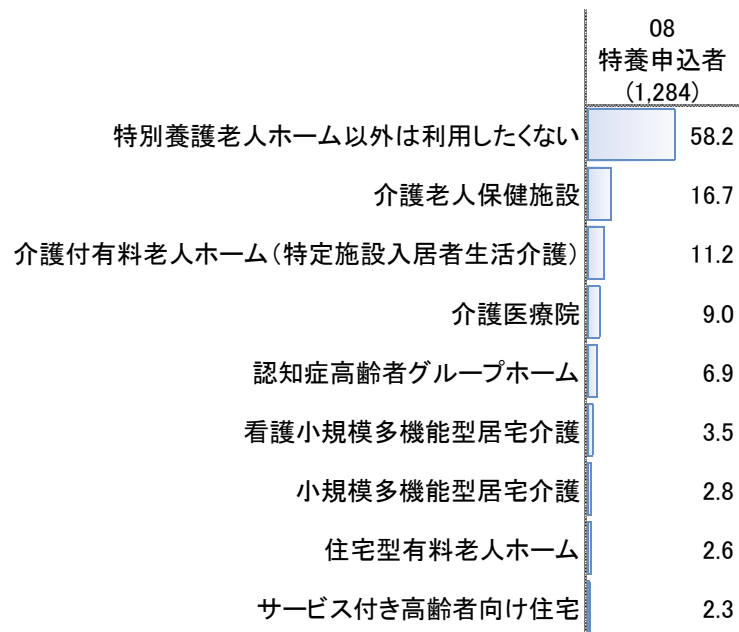 08
特養申込者
(1,284)
特別養護老人ホーム以外は利用したくない 58.2
介護老人保健施設 16.7
介護付有料老人ホーム(特定施設入居者生活介護) 11.2
介護医療院 9.0
認知症高齢者グループホーム 6.9
看護小規模多機能型居宅介護 3.5
小規模多機能型居宅介護 2.8
住宅型有料老人ホーム 2.6
サービス付き高齢者向け住宅 2.3